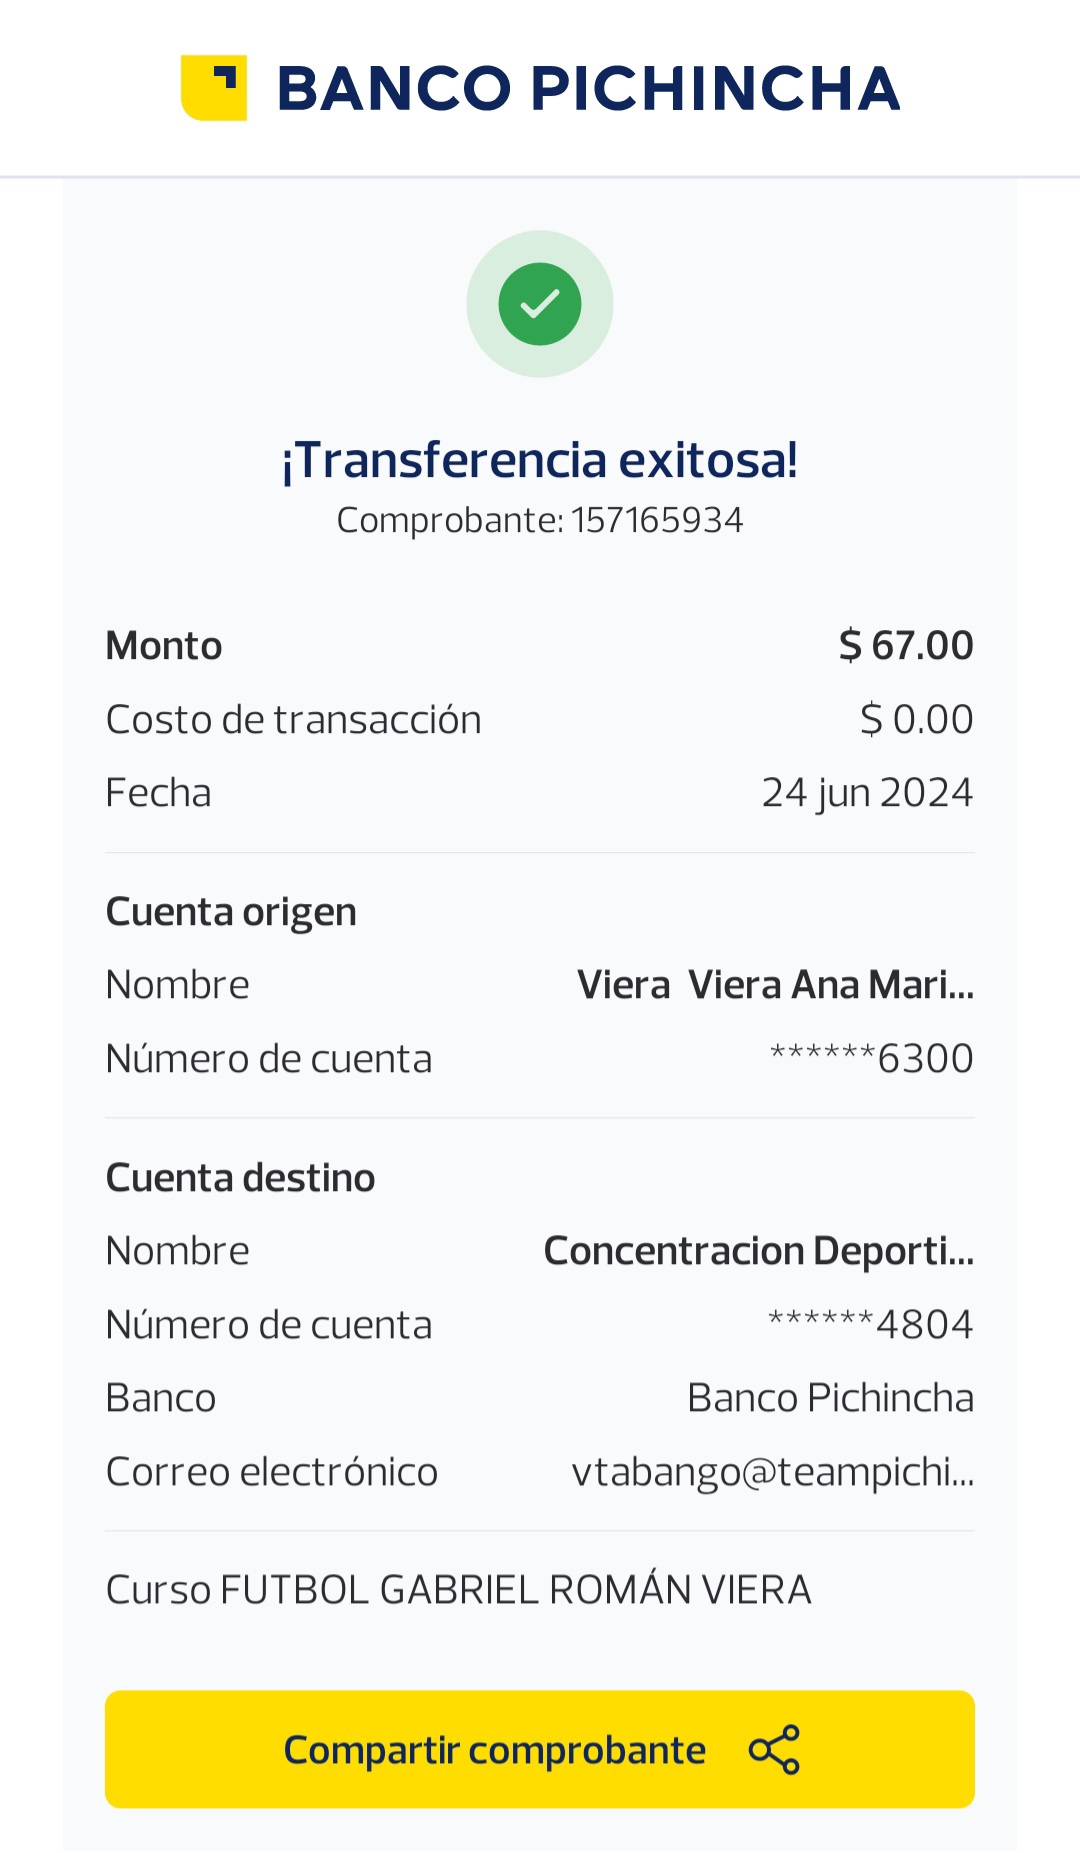 BANCO PICHINCHA
¡Transferencia exitosa!
Comprobante: 157165934
Monto $ 67.00
Costo de transacción $ 0.00
Fecha 24 jun 2024
Cuenta origen
Nombre Viera  Viera Ana Mari...
Número de cuenta ******6300
Cuenta destino
Nombre Concentracion Deporti...
Número de cuenta ******4804
Banco Banco Pichincha
Correo electrónico vtabango@teampichi...
Curso FUTBOL GABRIEL ROMÁN VIERA
Compartir comprobante